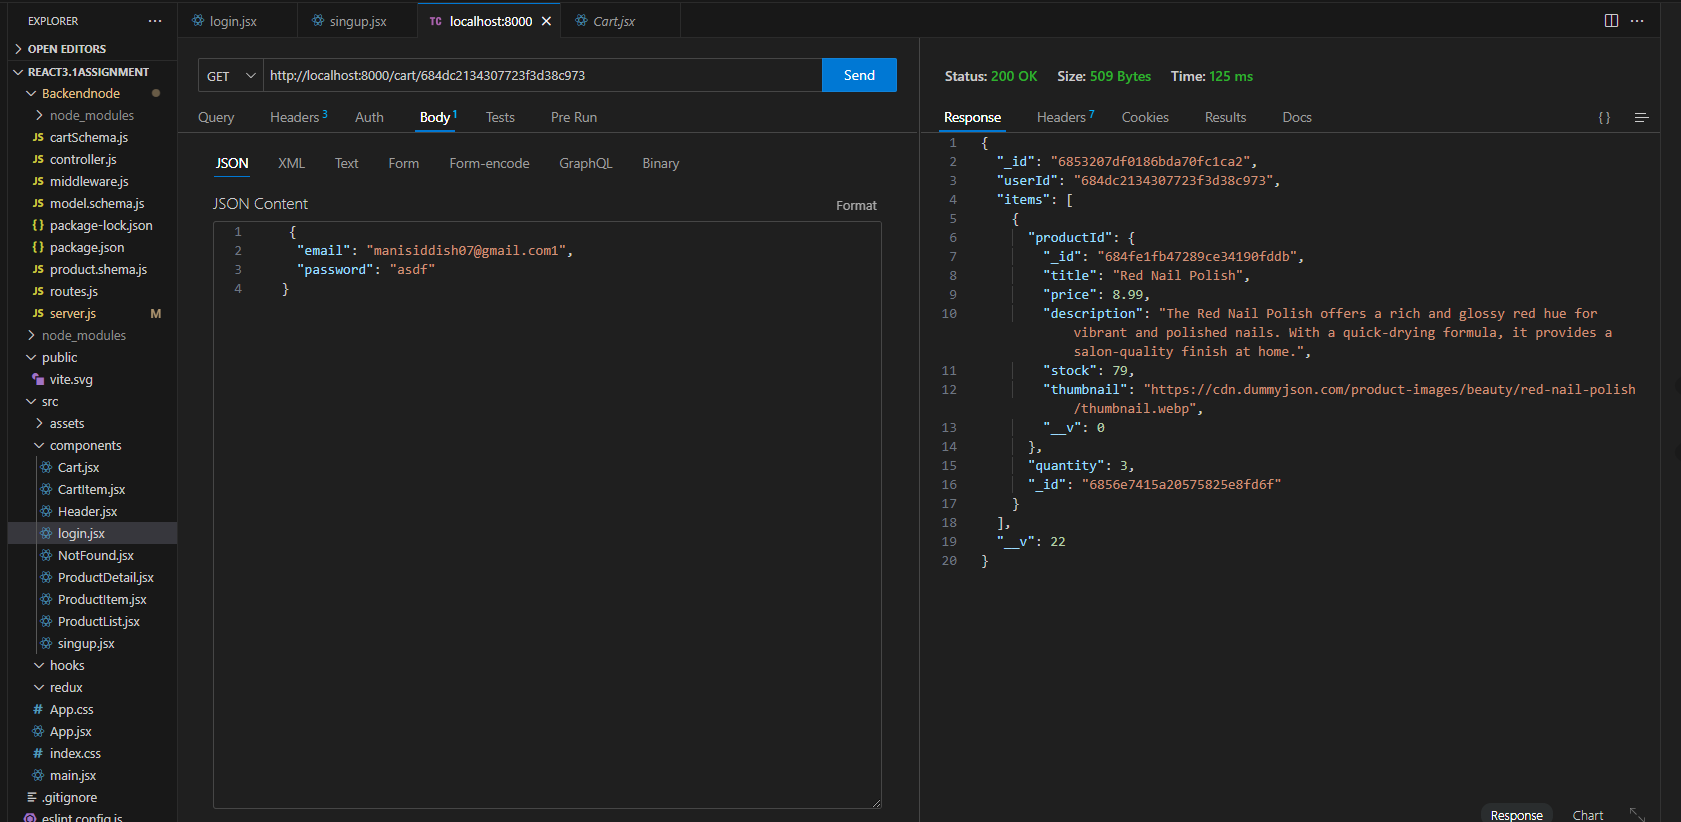 EXPLORER
OPEN EDITORS
REACT3.1ASSIGNMENT
Backendnode
node_modules
JS cartSchema.js
JS controller.js
JS middleware.js
JS model.schema.js
{} package-lock.json
{} package.json
JS product.shema.js
JS routes.js
JS server.js M
node_modules
public
vite.svg
src
assets
components
Cart.jsx
CartItem.jsx
Header.jsx
login.jsx
NotFound.jsx
ProductDetail.jsx
ProductItem.jsx
ProductList.jsx
singup.jsx
hooks
redux
# App.css
App.jsx
# index.css
main.jsx
.gitignore
eslint.config.js
login.jsx singup.jsx TC localhost:8000 Cart.jsx
GET http://localhost:8000/cart/684dc2134307723f3d38c973 Send
Query Headers 3 Auth Body 1 Tests Pre Run
JSON XML Text Form Form-encode GraphQL Binary
JSON Content Format
1 {
2 "email": "manisiddish07@gmail.com1",
3 "password": "asdf"
4 }
Status: 200 OK Size: 509 Bytes Time: 125 ms
Response Headers 7 Cookies Results Docs {}
1 {
2 "_id": "6853207df0186bda70fc1ca2",
3 "userId": "684dc2134307723f3d38c973",
4 "items": [
5 {
6 "productId": {
7 "_id": "684fe1fb47289ce34190fddb",
8 "title": "Red Nail Polish",
9 "price": 8.99,
10 "description": "The Red Nail Polish offers a rich and glossy red hue for
vibrant and polished nails. With a quick-drying formula, it provides a
salon-quality finish at home.",
11 "stock": 79,
12 "thumbnail": "https://cdn.dummyjson.com/product-images/beauty/red-nail-polish
/thumbnail.webp",
13 "__v": 0
14 },
15 "quantity": 3,
16 "_id": "6856e7415a20575825e8fd6f"
17 }
18 ],
19 "__v": 22
20 }
Response Chart